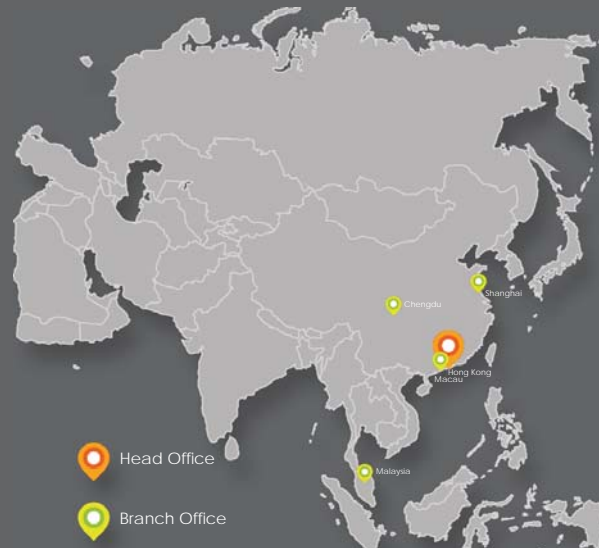 Shanghai
Chengdu
Hong Kong
Macau
Malaysia
Head Office
Branch Office